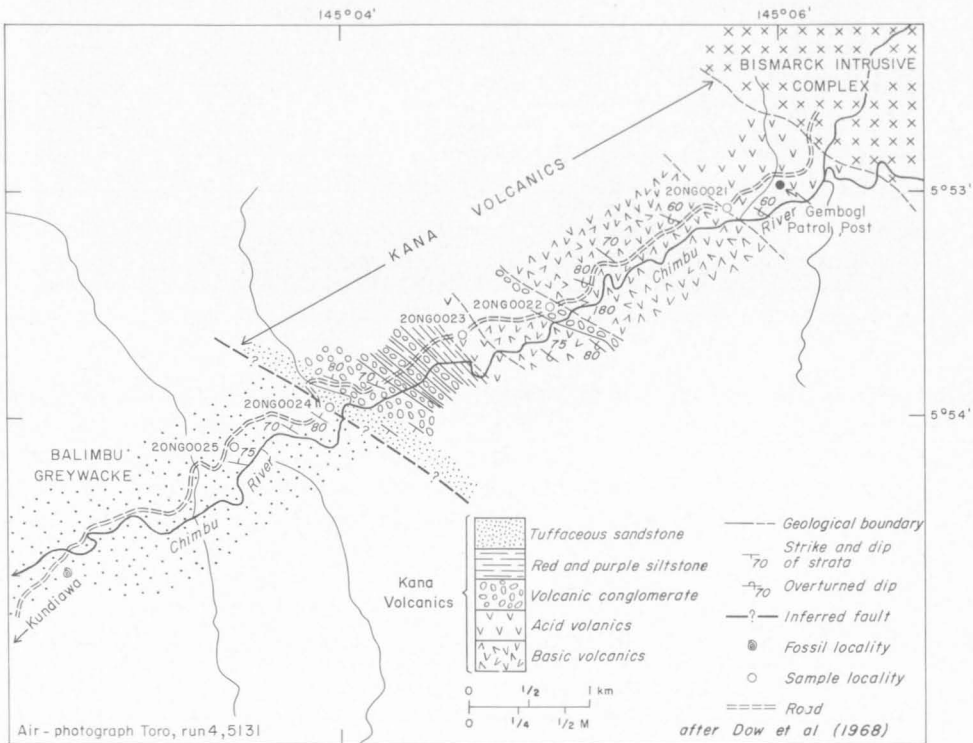 145° 04'
145° 06'
BISMARCK INTRUSIVE
COMPLEX
KANA VOLCANICS
5° 53'
20NG0021
60
60
Gembogl
Patrol Post
70
80
Chimbu River
20NG0022
180
75
80
20NG0023
80
70
20NG0024
5° 54'
70
80
20NG0025
75
BALIMBU
GREYWACKE
Chimbu River
Kundiawa
Kana
Volcanics
Tuffaceous sandstone
Red and purple siltstone
Volcanic conglomerate
Acid volanics
Basic volcanics
Geological boundary
70 Strike and dip
of strata
70 Overturned dip
? Inferred fault
Fossil locality
Sample locality
Road
0 1/2 1 km
0 1/4 1/2 M
?
?
Air-photograph Toro, run4,5131
after Dow et al (1968)